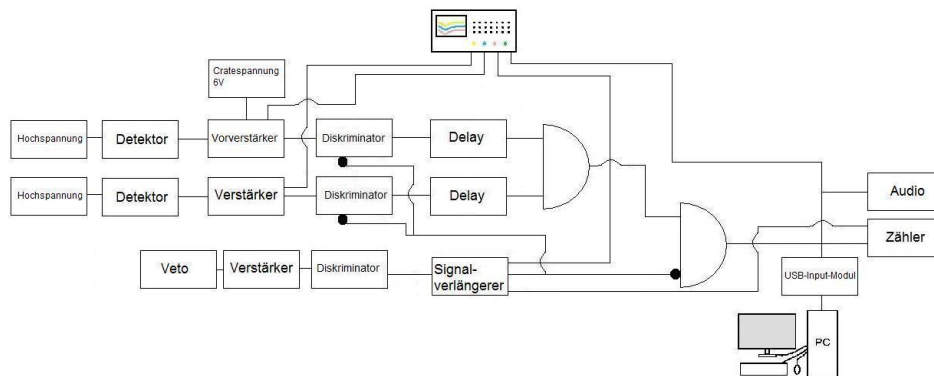 Cratespannung
6V
Hochspannung
Detektor
Vorverstärker
Diskriminator
Delay
Hochspannung
Detektor
Verstärker
Diskriminator
Delay
Audio
Zähler
Veto
Verstärker
Diskriminator
Signal-
verlängerer
USB-Input-Modul
PC